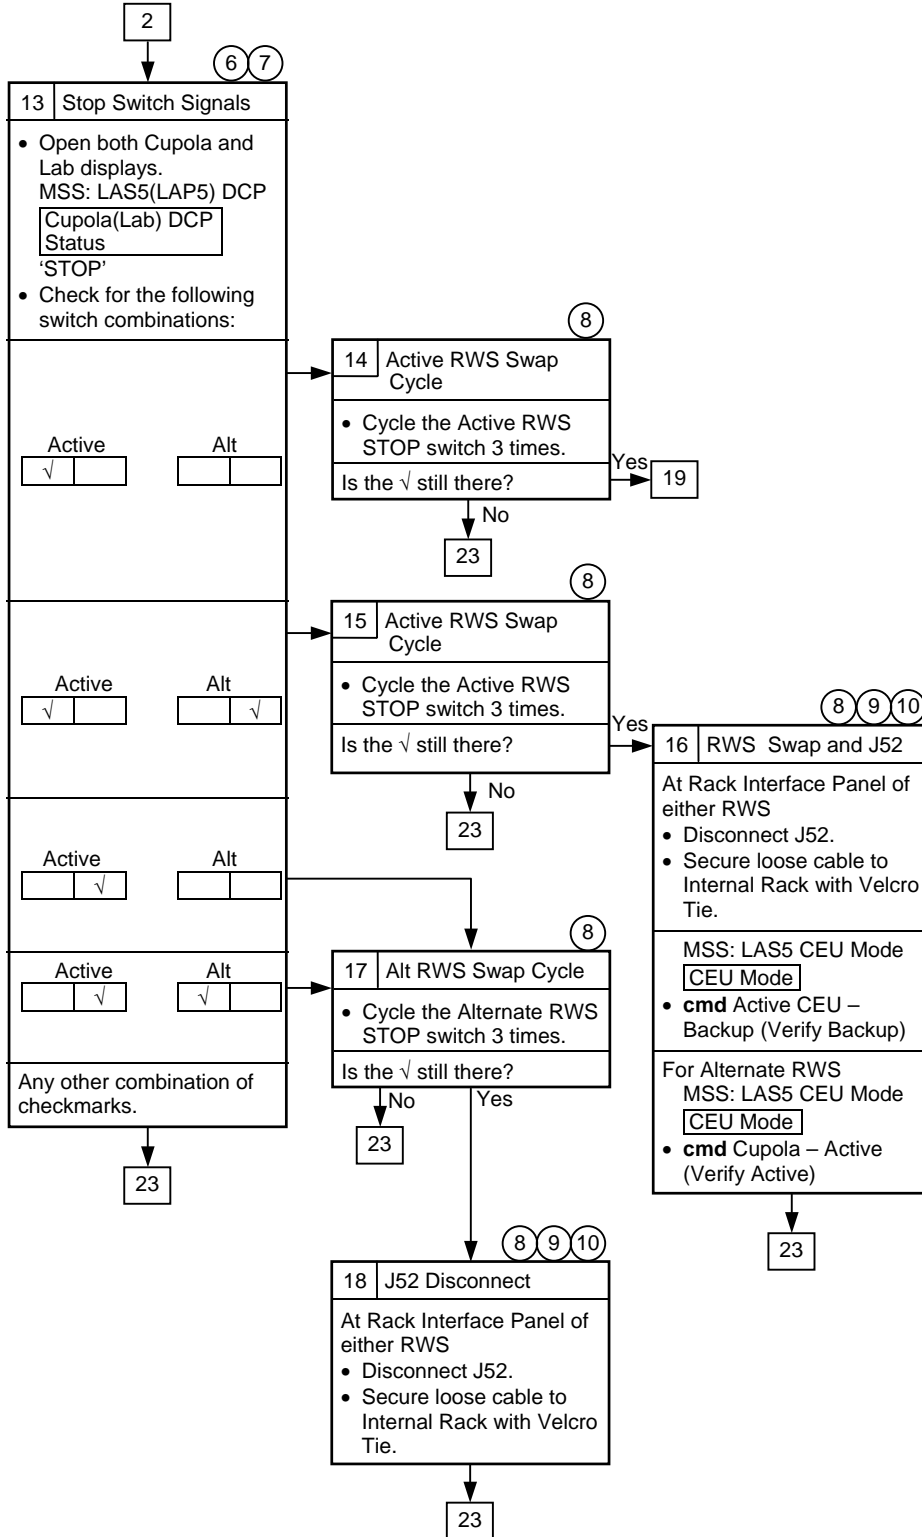 2
6 7
13 Stop Switch Signals
• Open both Cupola and
Lab displays.
MSS: LAS5(LAP5) DCP
Cupola(Lab) DCP
Status
‘STOP’
• Check for the following
switch combinations:
Active Alt
√
8
14 Active RWS Swap
Cycle
• Cycle the Active RWS
STOP switch 3 times.
Is the √ still there?
Yes
19
No
23
Active Alt
√ √
8
15 Active RWS Swap
Cycle
• Cycle the Active RWS
STOP switch 3 times.
Is the √ still there?
Yes
No
23
8 9 10
16 RWS Swap and J52
At Rack Interface Panel of
either RWS
• Disconnect J52.
• Secure loose cable to
Internal Rack with Velcro
Tie.
MSS: LAS5 CEU Mode
CEU Mode
• cmd Active CEU –
Backup (Verify Backup)
For Alternate RWS
MSS: LAS5 CEU Mode
CEU Mode
• cmd Cupola – Active
(Verify Active)
23
Active Alt
√
Active Alt
√ √
8
17 Alt RWS Swap Cycle
• Cycle the Alternate RWS
STOP switch 3 times.
Is the √ still there?
No Yes
23
Any other combination of
checkmarks.
23
8 9 10
18 J52 Disconnect
At Rack Interface Panel of
either RWS
• Disconnect J52.
• Secure loose cable to
Internal Rack with Velcro
Tie.
23